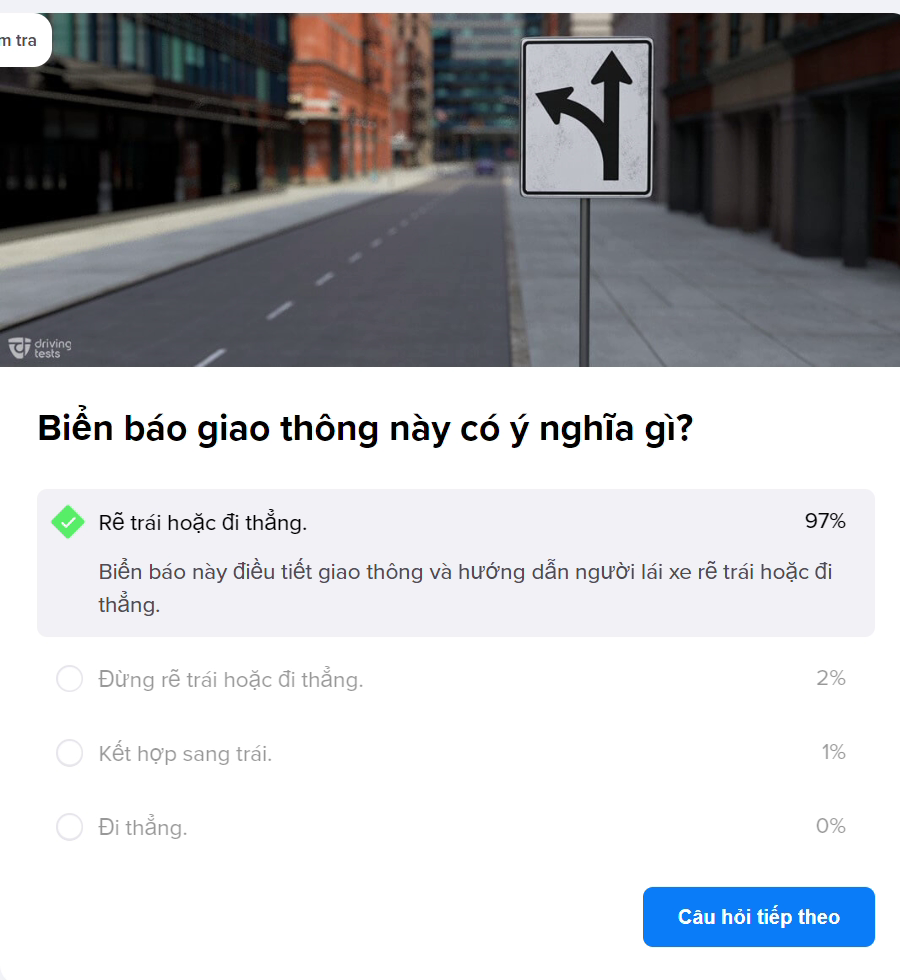 m tra
driving
tests
Biển báo giao thông này có ý nghĩa gì?
Rẽ trái hoặc đi thẳng.
97%
Biển báo này điều tiết giao thông và hướng dẫn người lái xe rẽ trái hoặc đi
thẳng.
Đừng rẽ trái hoặc đi thẳng.
2%
Kết hợp sang trái.
1%
Đi thẳng.
0%
Câu hỏi tiếp theo